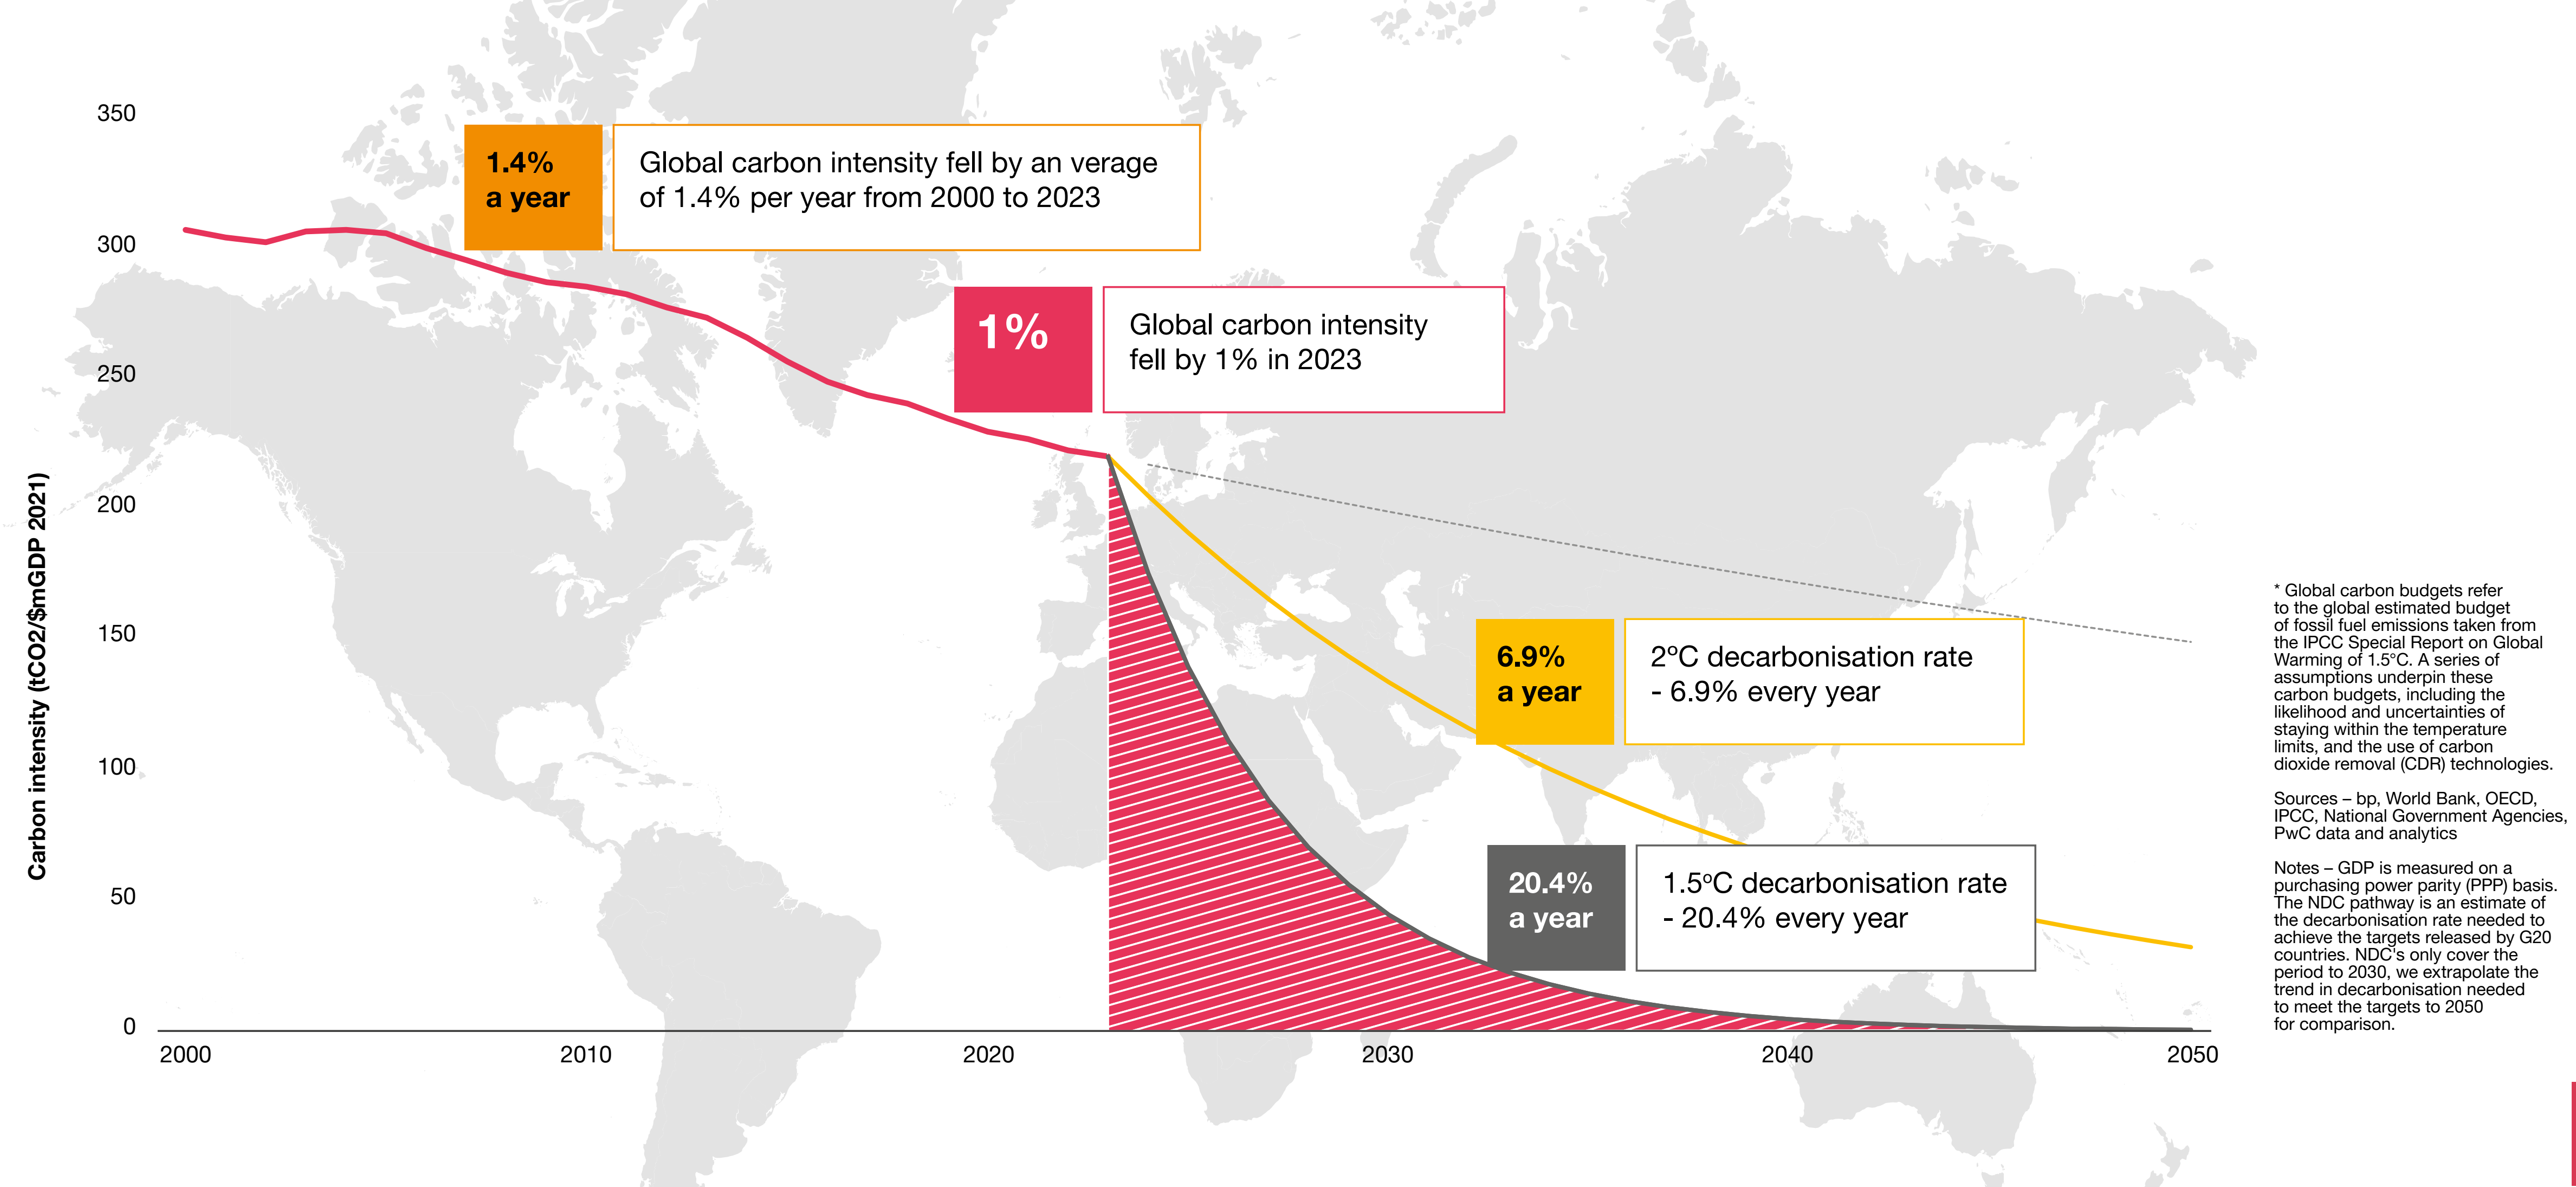 350
300
250
200
150
100
50
0
Carbon intensity (tCO2/$mGDP 2021)
1.4%
a year
Global carbon intensity fell by an verage
of 1.4% per year from 2000 to 2023
1%
Global carbon intensity
fell by 1% in 2023
6.9%
a year
2ºC decarbonisation rate
- 6.9% every year
20.4%
a year
1.5ºC decarbonisation rate
- 20.4% every year
2000
2010
2020
2030
2040
2050
* Global carbon budgets refer
to the global estimated budget
of fossil fuel emissions taken from
the IPCC Special Report on Global
Warming of 1.5°C. A series of
assumptions underpin these
carbon budgets, including the
likelihood and uncertainties of
staying within the temperature
limits, and the use of carbon
dioxide removal (CDR) technologies.
Sources – bp, World Bank, OECD,
IPCC, National Government Agencies,
PwC data and analytics
Notes – GDP is measured on a
purchasing power parity (PPP) basis.
The NDC pathway is an estimate of
the decarbonisation rate needed to
achieve the targets released by G20
countries. NDC's only cover the
period to 2030, we extrapolate the
trend in decarbonisation needed
to meet the targets to 2050
for comparison.